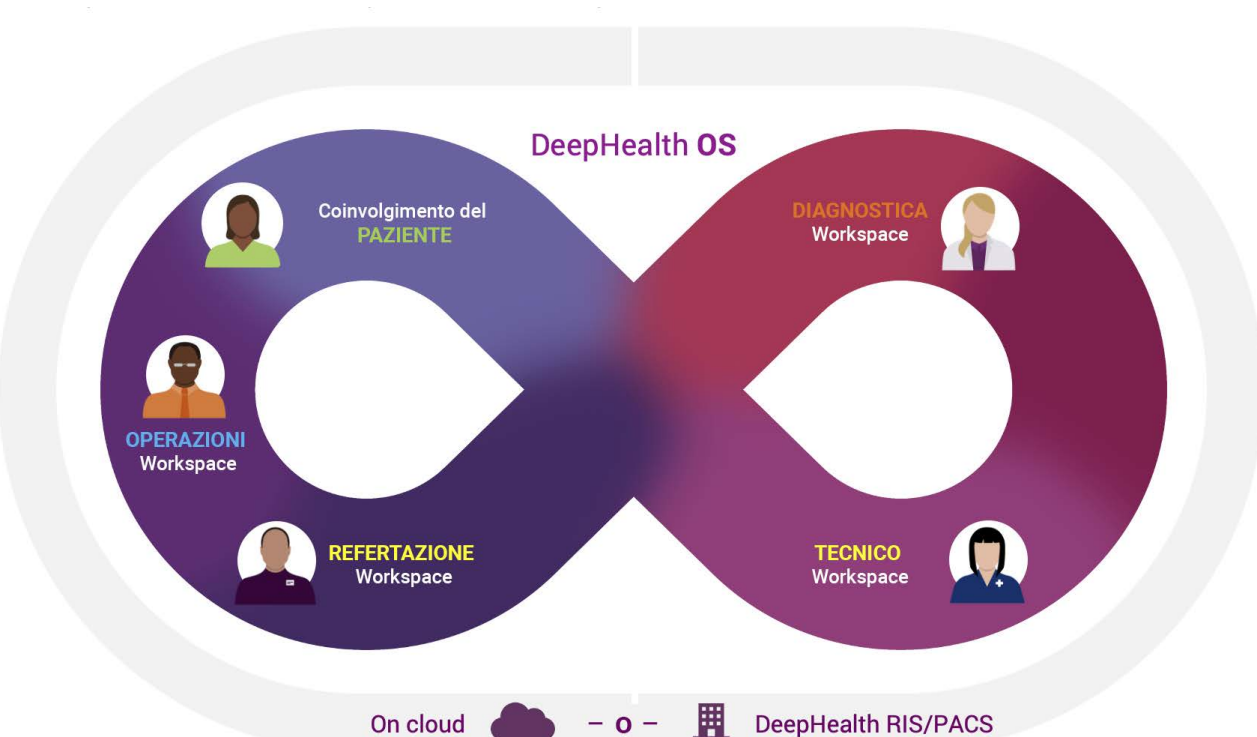 DeepHealth OS
Coinvolgimento del
PAZIENTE
DIAGNOSTICA
Workspace
OPERAZIONI
Workspace
REFERTAZIONE
Workspace
TECNICO
Workspace
On cloud – o – DeepHealth RIS/PACS